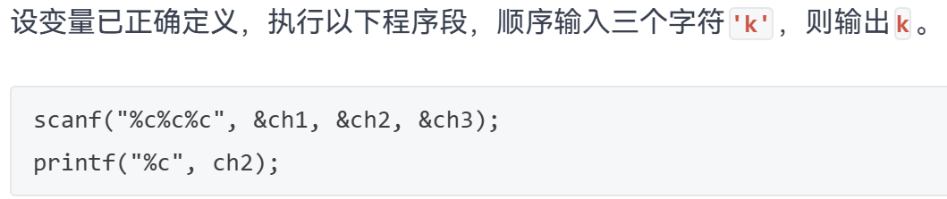 设变量已正确定义，执行以下程序段，顺序输入三个字符'k'，则输出k。
scanf("%c%c%c", &ch1, &ch2, &ch3);
printf("%c", ch2);